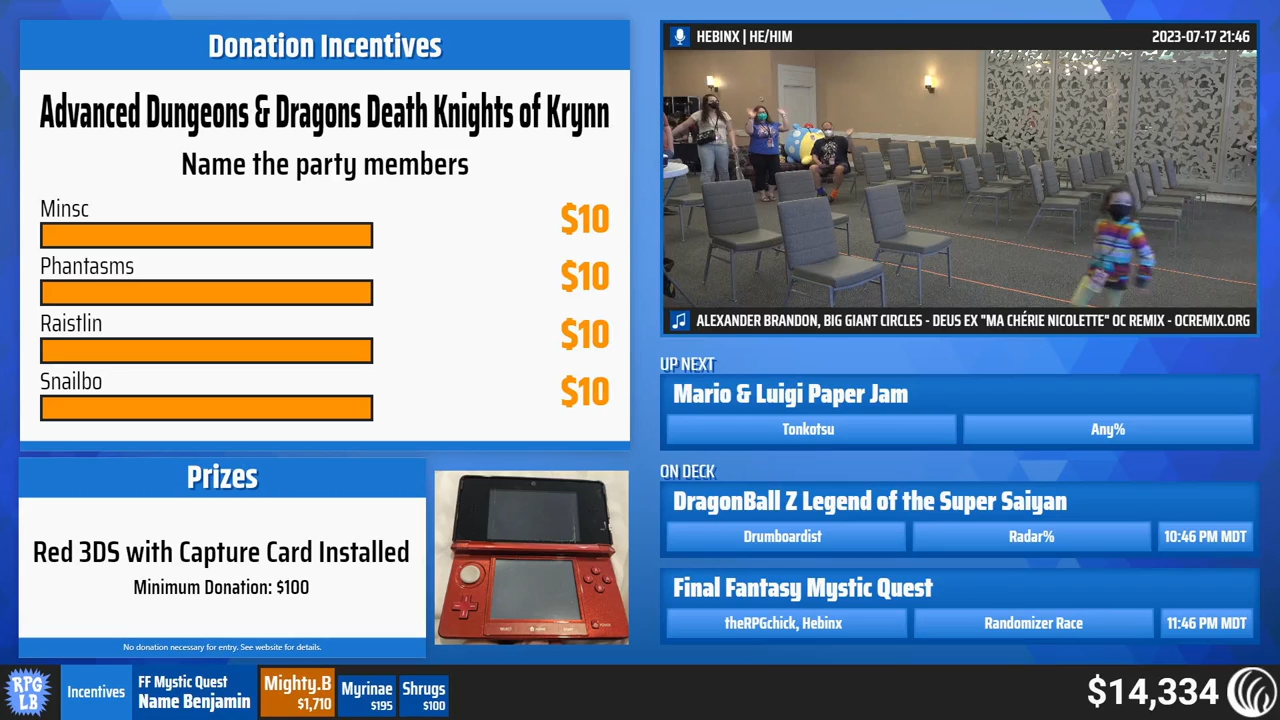 Donation Incentives
Advanced Dungeons & Dragons Death Knights of Krynn
Name the party members
Minsc
$10
Phantasms
$10
Raistlin
$10
Snailbo
$10
Prizes
Red 3DS with Capture Card Installed
Minimum Donation: $100
No donation necessary for entry. See website for details.
HEBINX | HE/HIM
2023-07-17 21:46
ALEXANDER BRANDON, BIG GIANT CIRCLES - DEUS EX "MA CHÉRIE NICOLETTE" OC REMIX - OCREMIX.ORG
UP NEXT
Mario & Luigi Paper Jam
Tonkotsu
Any%
ON DECK
DragonBall Z Legend of the Super Saiyan
Drumboardist
Radar%
10:46 PM MDT
Final Fantasy Mystic Quest
theRPGchick, Hebinx
Randomizer Race
11:46 PM MDT
RPG
LB
Incentives
FF Mystic Quest
Name Benjamin
Mighty.B
$1,710
Myrinae
$195
Shrugs
$100
$14,334